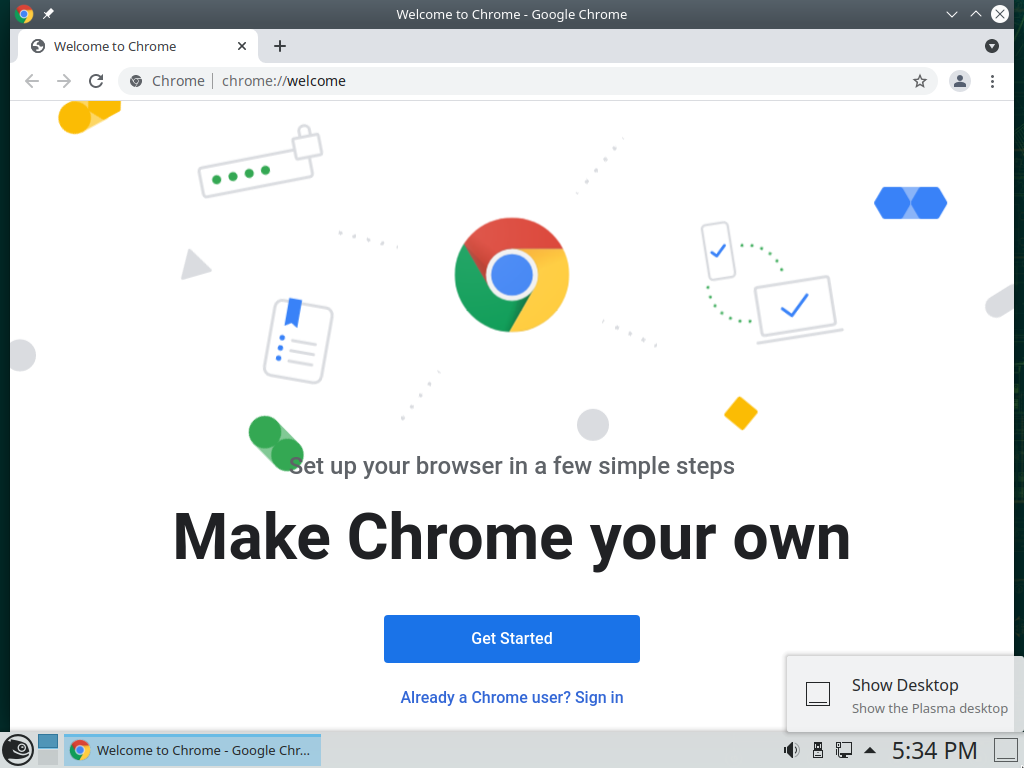 Welcome to Chrome - Google Chrome
Welcome to Chrome
Chrome chrome://welcome
Set up your browser in a few simple steps
Make Chrome your own
Get Started
Already a Chrome user? Sign in
Show Desktop
Show the Plasma desktop
Welcome to Chrome - Google Chr...
5:34 PM